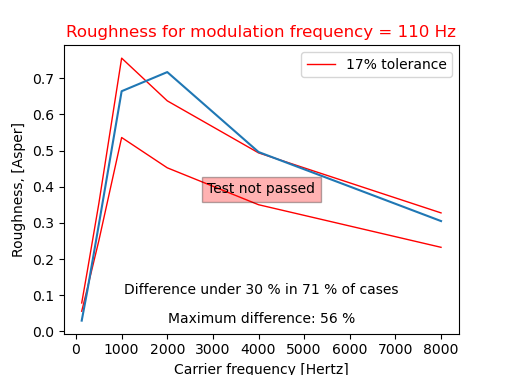 Roughness for modulation frequency = 110 Hz
17% tolerance
Roughness, [Asper]
0.7
0.6
0.5
0.4
0.3
0.2
0.1
0.0
Test not passed
Difference under 30 % in 71 % of cases
Maximum difference: 56 %
0 1000 2000 3000 4000 5000 6000 7000 8000
Carrier frequency [Hertz]